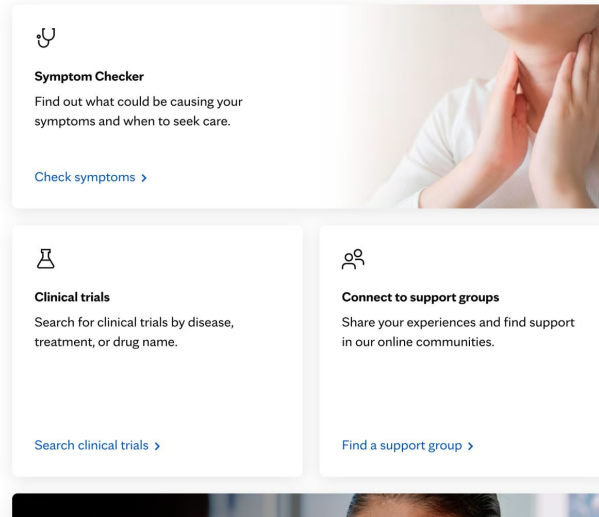 Symptom Checker
Find out what could be causing your
symptoms and when to seek care.
Check symptoms
Clinical trials
Search for clinical trials by disease,
treatment, or drug name.
Search clinical trials
Connect to support groups
Share your experiences and find support
in our online communities.
Find a support group